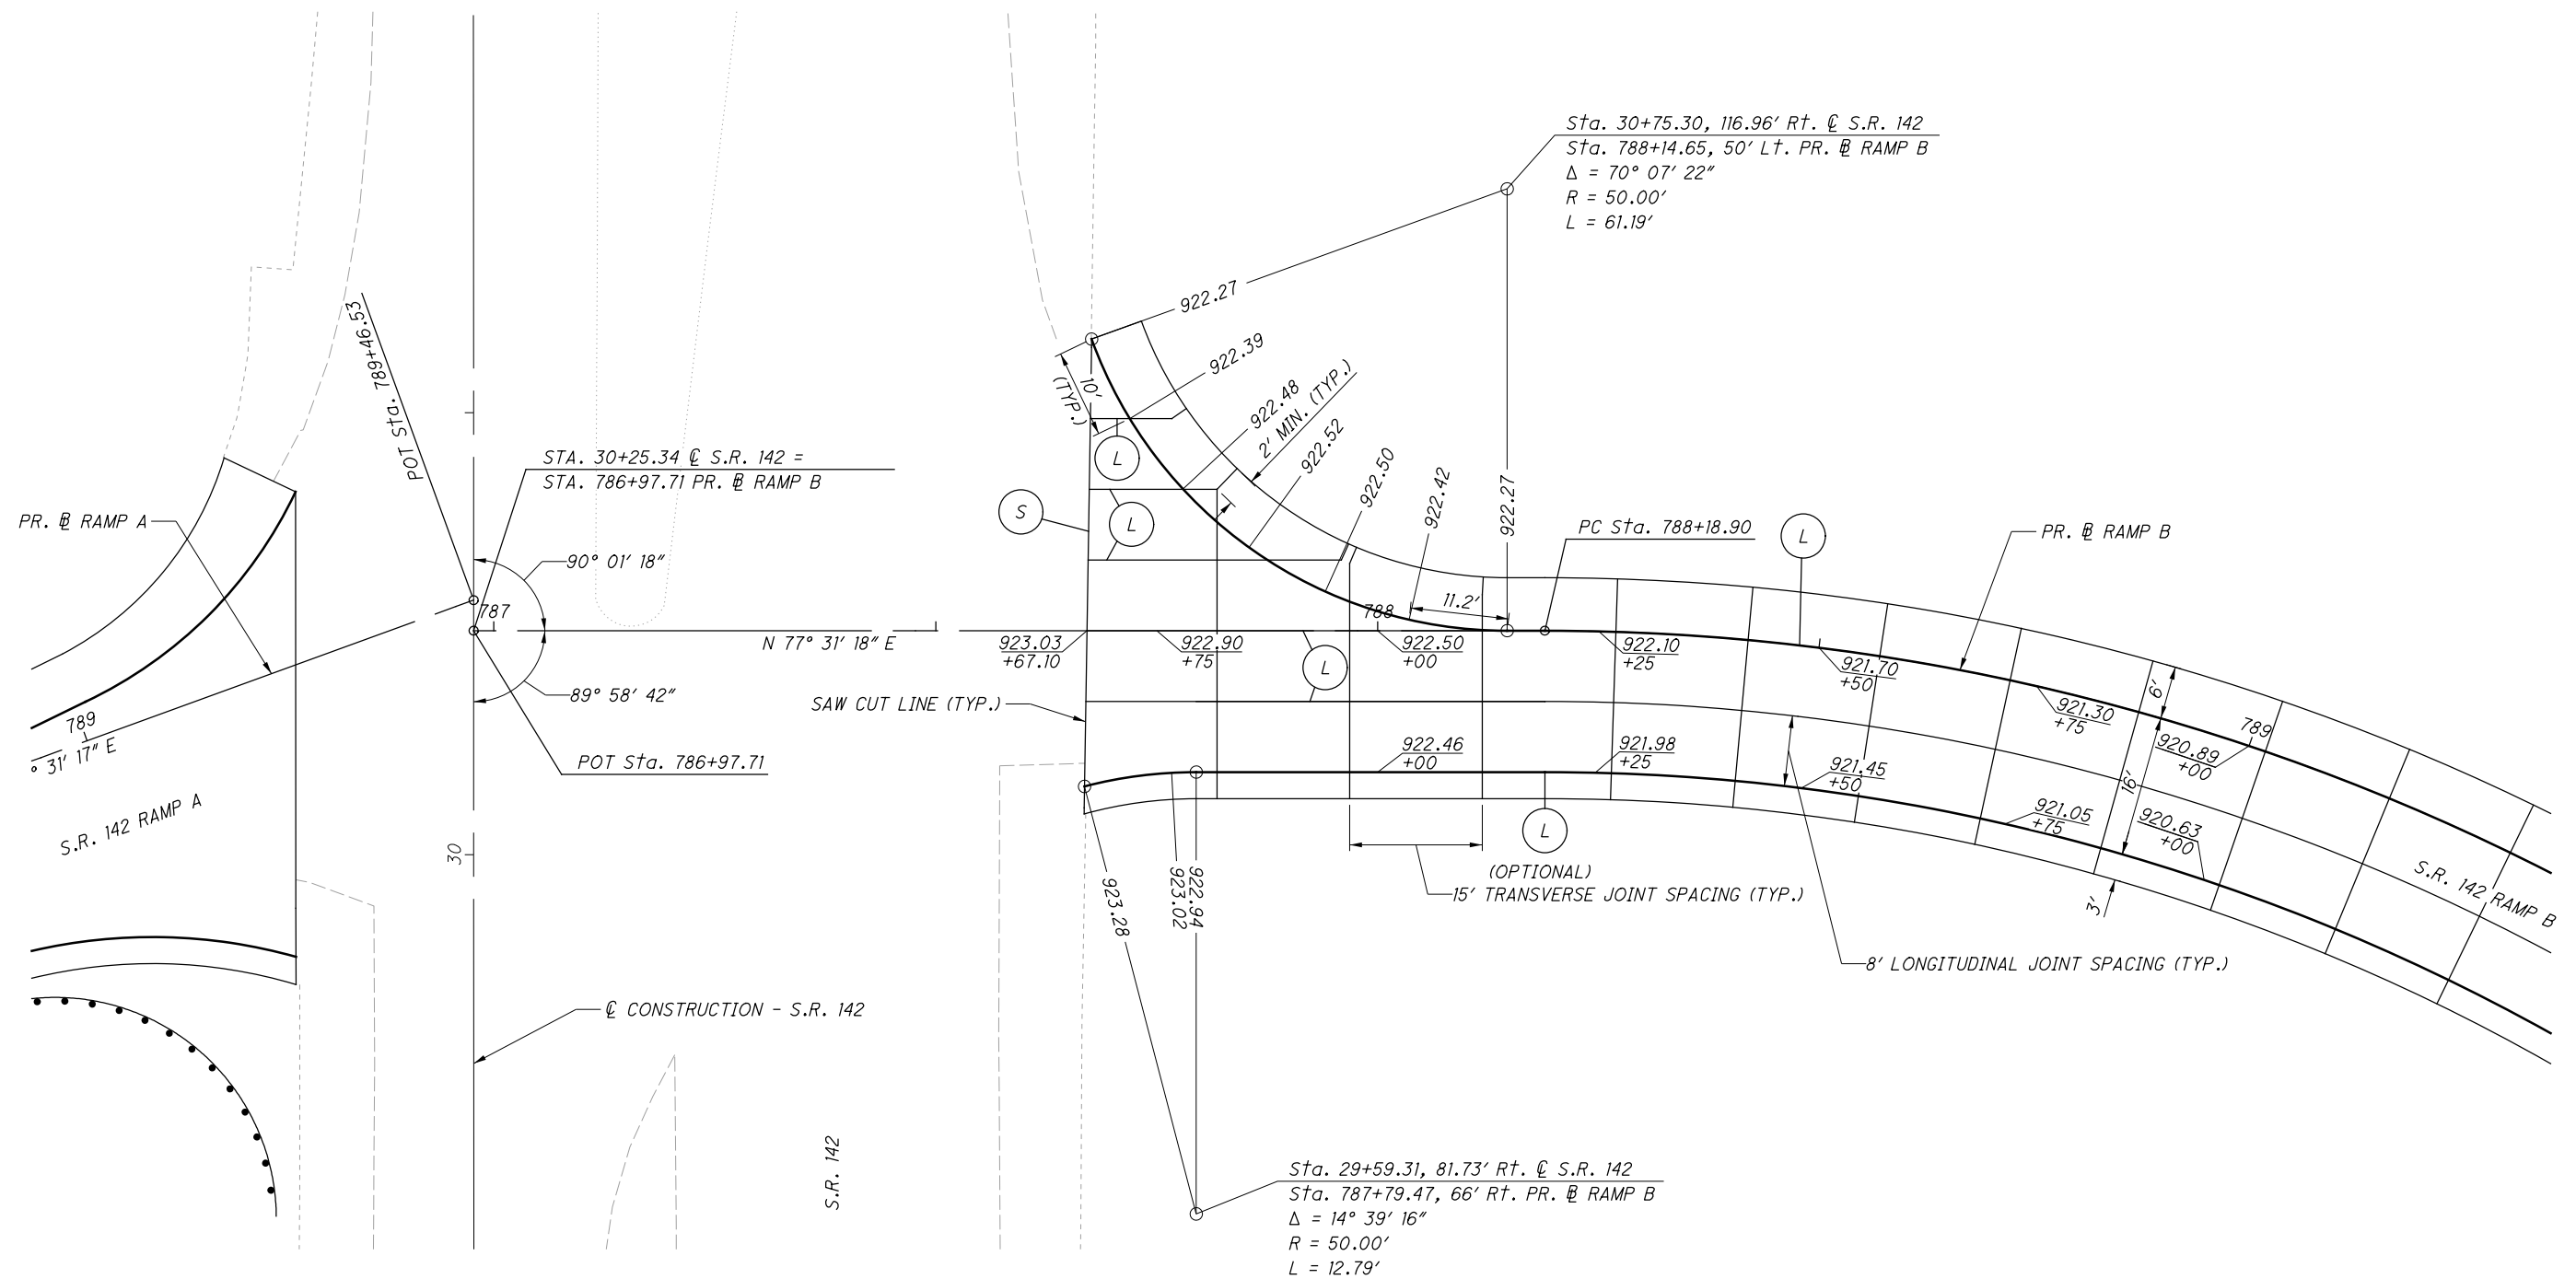 Sta. 30+75.30, 116.96' Rt. ℄ S.R. 142
Sta. 788+14.65, 50' Lt. PR. ⅊ RAMP B
Δ = 70° 07' 22"
R = 50.00'
L = 61.19'
922.27
POT Sta. 789+46.53
922.39
10'
(TYP.)
922.48
2' MIN. (TYP.)
922.52
922.50
922.42
922.27
L
STA. 30+25.34 ℄ S.R. 142 =
STA. 786+97.71 PR. ⅊ RAMP B
S
L
PR. ⅊ RAMP A
PC Sta. 788+18.90
L
PR. ⅊ RAMP B
90° 01' 18"
787
11.2'
788
N 77° 31' 18" E
923.03
+67.10
922.90
+75
922.50
+00
922.10
+25
L
921.70
+50
89° 58' 42"
SAW CUT LINE (TYP.)
6'
921.30
+75
789
789
° 31' 17" E
920.89
+00
POT Sta. 786+97.71
922.46
+00
921.98
+25
921.45
+50
16'
S.R. 142 RAMP A
921.05
+75
920.63
+00
L
30
923.28
923.02
922.94
(OPTIONAL)
15' TRANSVERSE JOINT SPACING (TYP.)
3'
S.R. 142 RAMP B
8' LONGITUDINAL JOINT SPACING (TYP.)
℄ CONSTRUCTION - S.R. 142
S.R. 142
Sta. 29+59.31, 81.73' Rt. ℄ S.R. 142
Sta. 787+79.47, 66' Rt. PR. ⅊ RAMP B
Δ = 14° 39' 16"
R = 50.00'
L = 12.79'